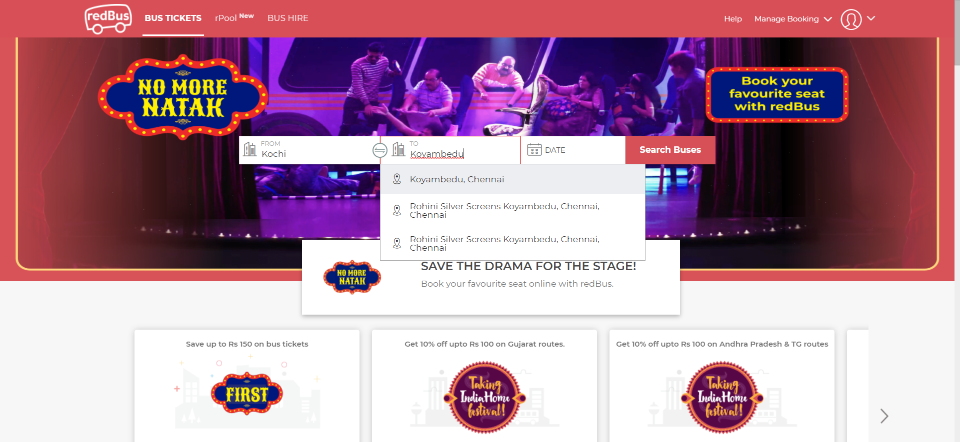 redBus
BUS TICKETS
rPool New
BUS HIRE
Help
Manage Booking
NO MORE
NATAK
Book your
favourite seat
with redBus
FROM
Kochi
TO
Koyambedu
DATE
Search Buses
Koyambedu, Chennai
Rohini Silver Screens Koyambedu, Chennai,
Chennai
Rohini Silver Screens Koyambedu, Chennai,
Chennai
NO MORE
NATAK
SAVE THE DRAMA FOR THE STAGE!
Book your favourite seat online with redBus.
Save up to Rs 150 on bus tickets
FIRST
Get 10% off upto Rs 100 on Gujarat routes.
Taking
IndiaHome
festival!
Get 10% off upto Rs 100 on Andhra Pradesh & TG routes
Taking
IndiaHome
festival!